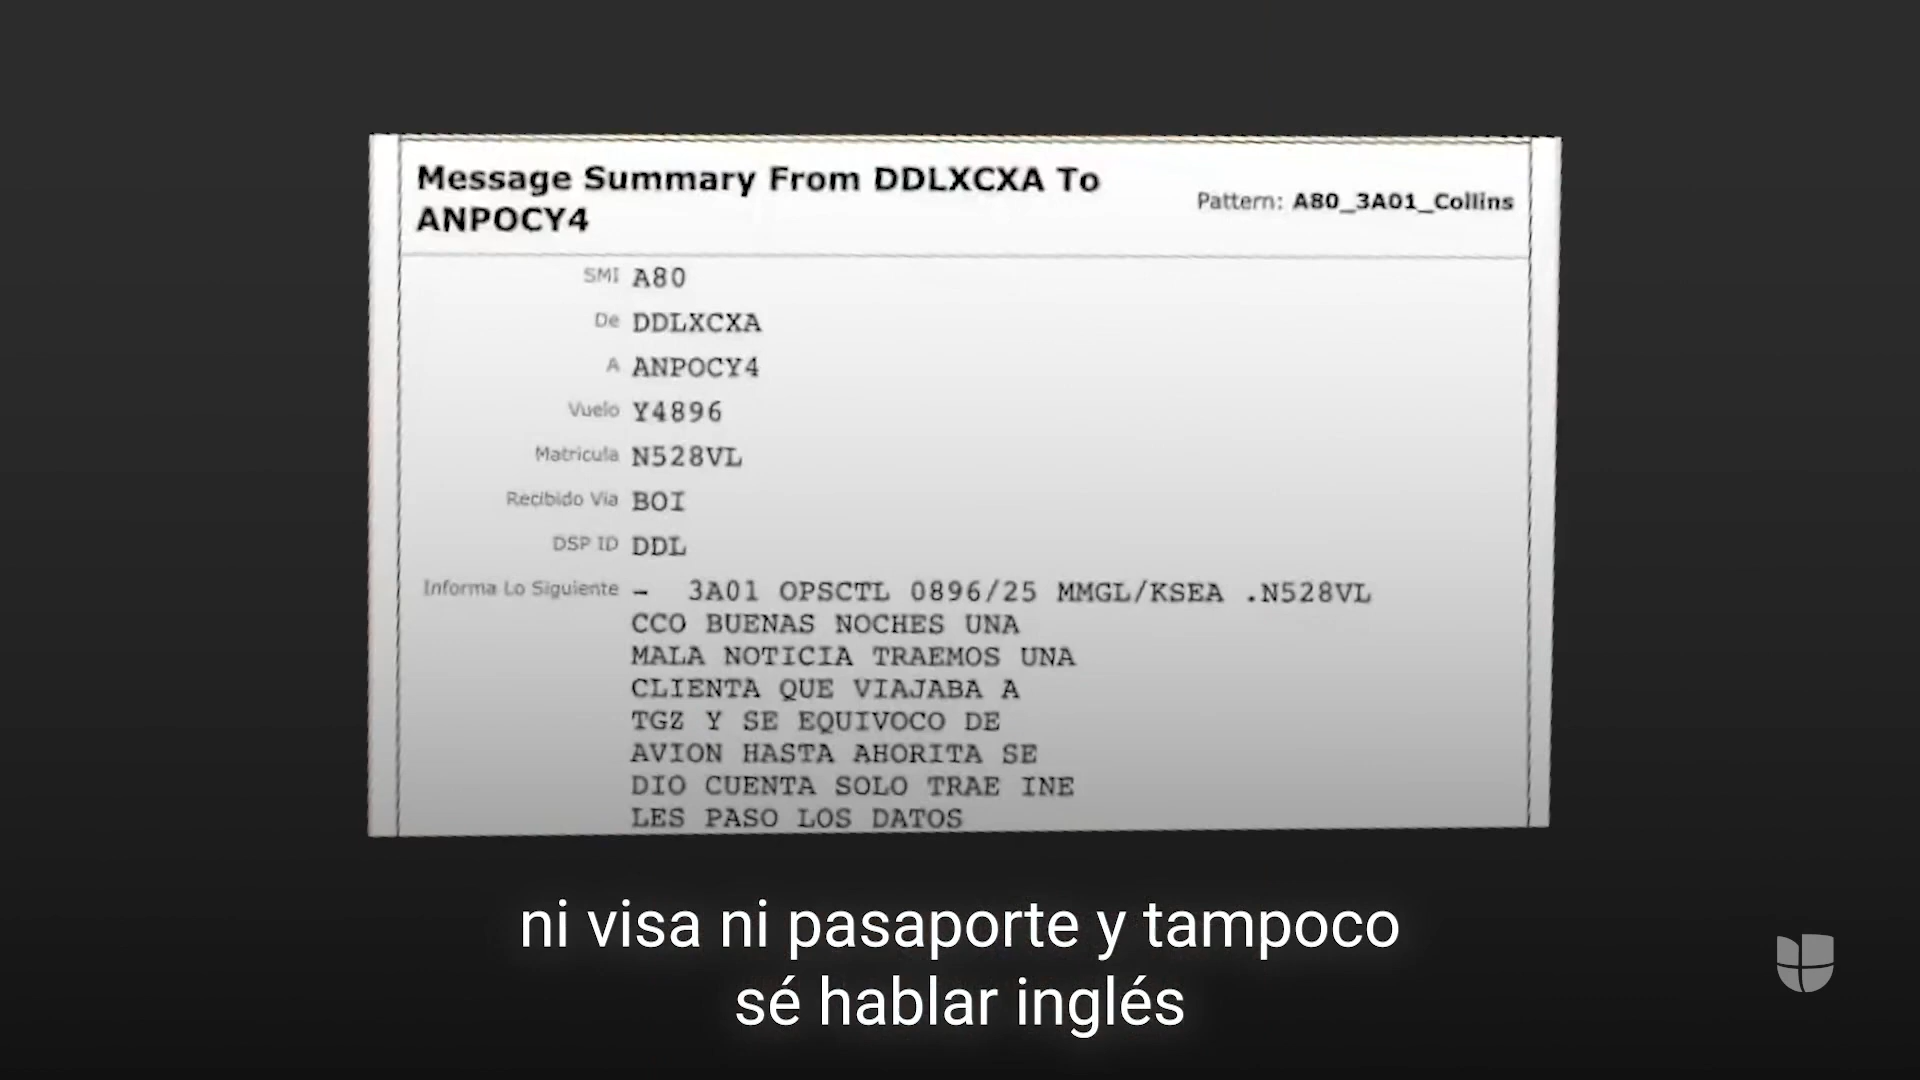 Message Summary From DDLXCXA To
ANPOCY4
Pattern: A80_3A01_Collins
SMI A80
De DDLXCXA
A ANPOCY4
Vuelo Y4896
Matricula N528VL
Recibido Via BOI
DSP ID DDL
Informa Lo Siguiente - 3A01 OPSCTL 0896/25 MMGL/KSEA .N528VL
CCO BUENAS NOCHES UNA
MALA NOTICIA TRAEMOS UNA
CLIENTA QUE VIAJABA A
TGZ Y SE EQUIVOCO DE
AVION HASTA AHORITA SE
DIO CUENTA SOLO TRAE INE
LES PASO LOS DATOS
ni visa ni pasaporte y tampoco
sé hablar inglés